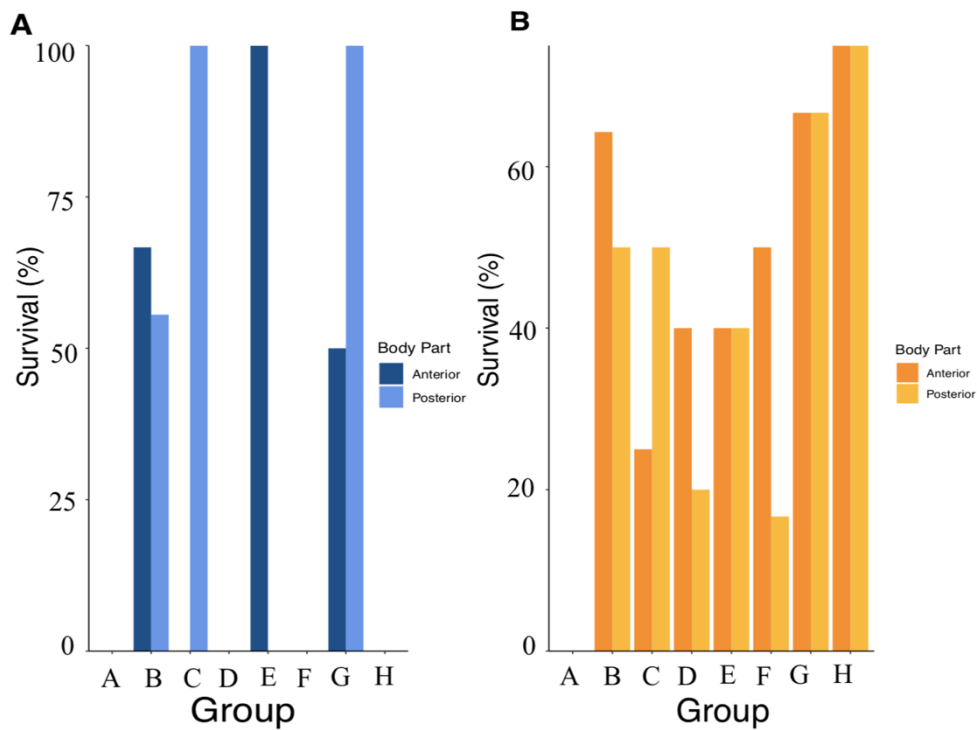 A
100
75
50
25
0
Survival (%)
A B C D E F G H
Group
Body Part
Anterior
Posterior
B
60
40
20
0
Survival (%)
A B C D E F G H
Group
Body Part
Anterior
Posterior